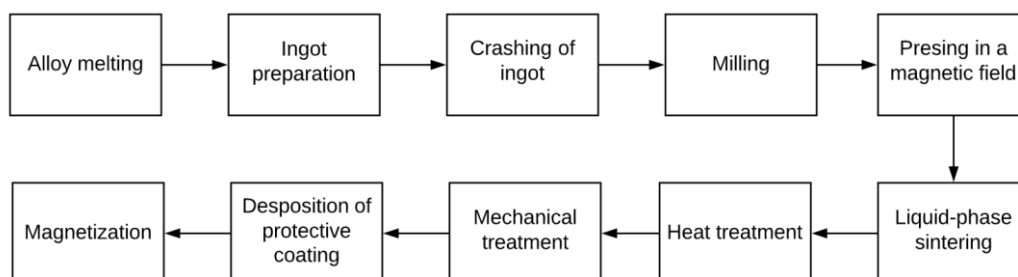 Alloy melting
Ingot
preparation
Crashing of
ingot
Milling
Presing in a
magnetic field
Liquid-phase
sintering
Heat treatment
Mechanical
treatment
Desposition of
protective
coating
Magnetization